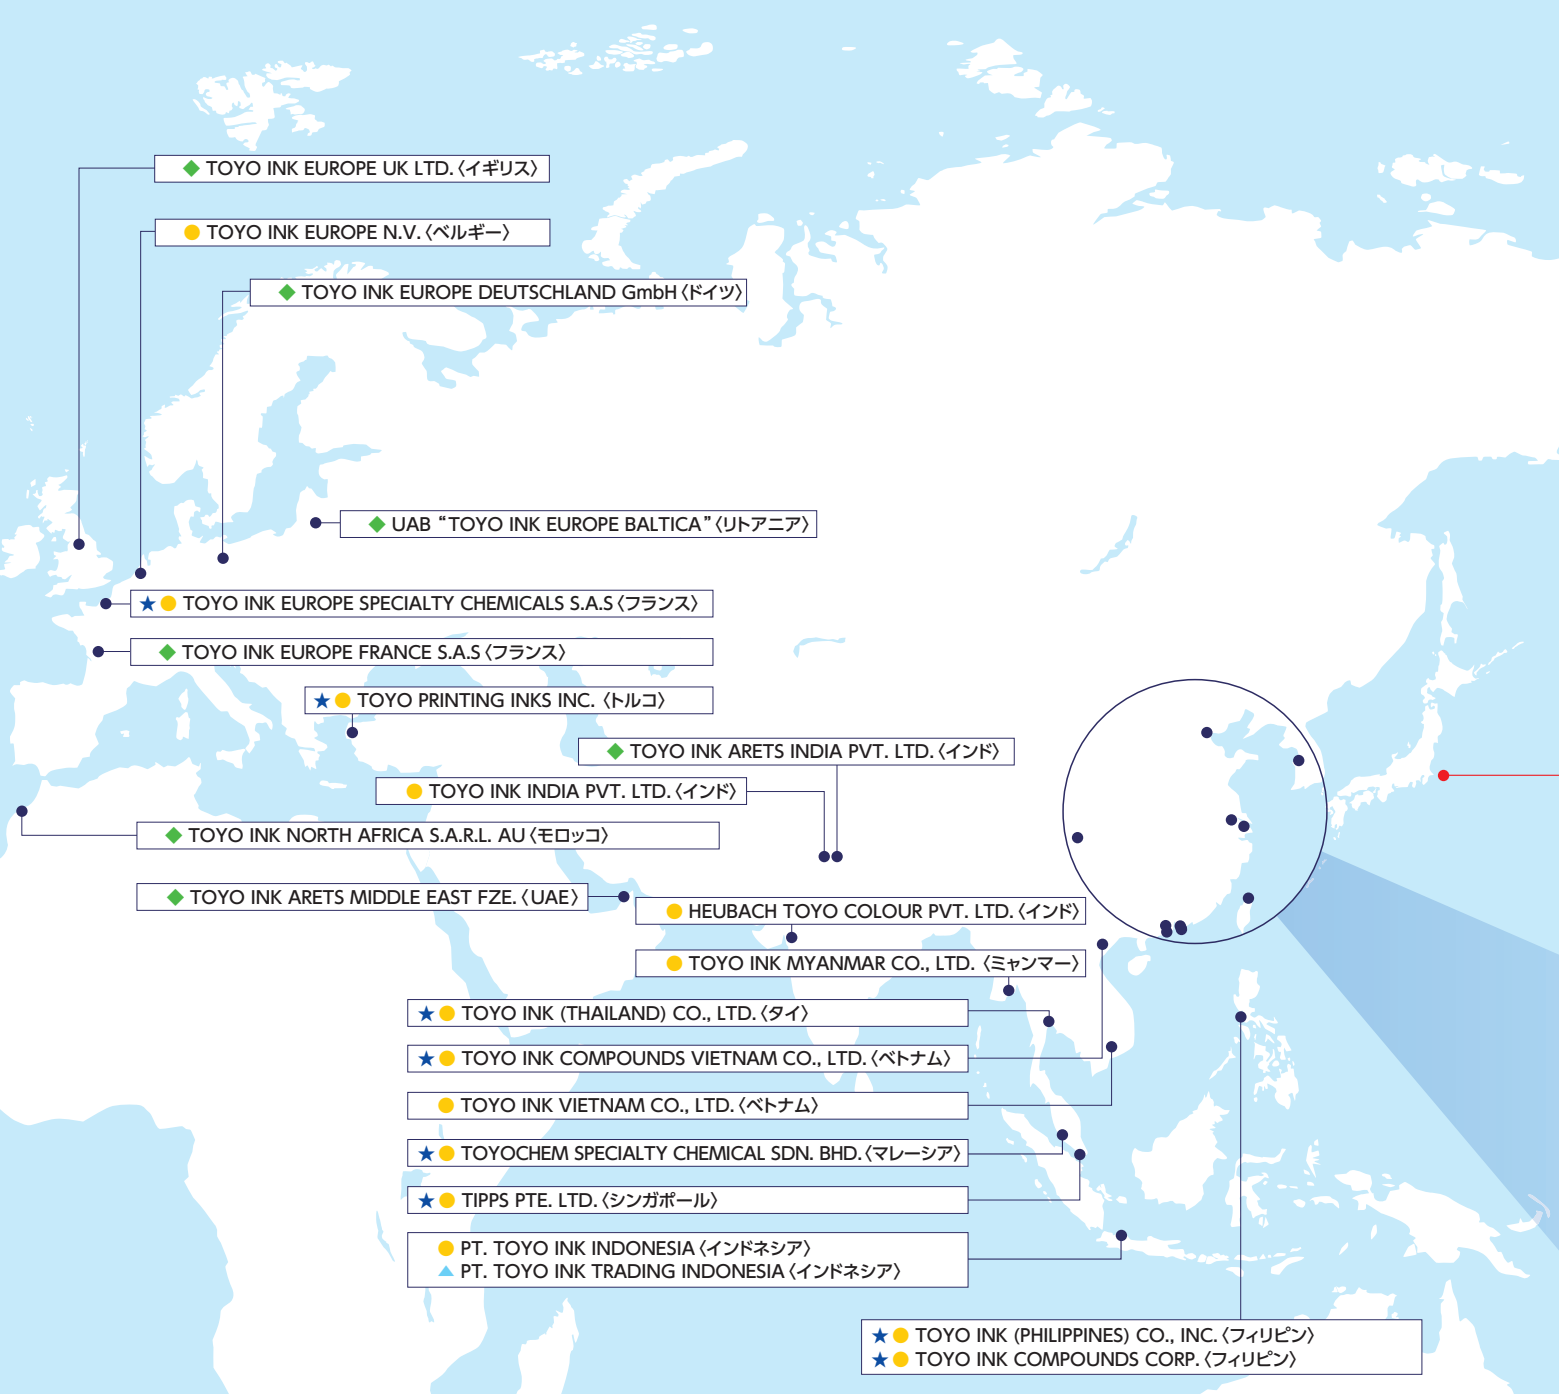 TOYO INK EUROPE UK LTD.〈イギリス〉
TOYO INK EUROPE N.V.〈ベルギー〉
TOYO INK EUROPE DEUTSCHLAND GmbH〈ドイツ〉
UAB “TOYO INK EUROPE BALTICA”〈リトアニア〉
★● TOYO INK EUROPE SPECIALTY CHEMICALS S.A.S〈フランス〉
TOYO INK EUROPE FRANCE S.A.S〈フランス〉
★● TOYO PRINTING INKS INC.〈トルコ〉
TOYO INK ARETS INDIA PVT. LTD.〈インド〉
TOYO INK INDIA PVT. LTD.〈インド〉
TOYO INK NORTH AFRICA S.A.R.L. AU〈モロッコ〉
TOYO INK ARETS MIDDLE EAST FZE.〈UAE〉
HEUBACH TOYO COLOUR PVT. LTD.〈インド〉
TOYO INK MYANMAR CO., LTD.〈ミャンマー〉
★● TOYO INK (THAILAND) CO., LTD.〈タイ〉
★● TOYO INK COMPOUNDS VIETNAM CO., LTD.〈ベトナム〉
TOYO INK VIETNAM CO., LTD.〈ベトナム〉
★● TOYOCHEM SPECIALTY CHEMICAL SDN. BHD.〈マレーシア〉
★● TIPPS PTE. LTD.〈シンガポール〉
PT. TOYO INK INDONESIA〈インドネシア〉
PT. TOYO INK TRADING INDONESIA〈インドネシア〉
★● TOYO INK (PHILIPPINES) CO., INC.〈フィリピン〉
★● TOYO INK COMPOUNDS CORP.〈フィリピン〉